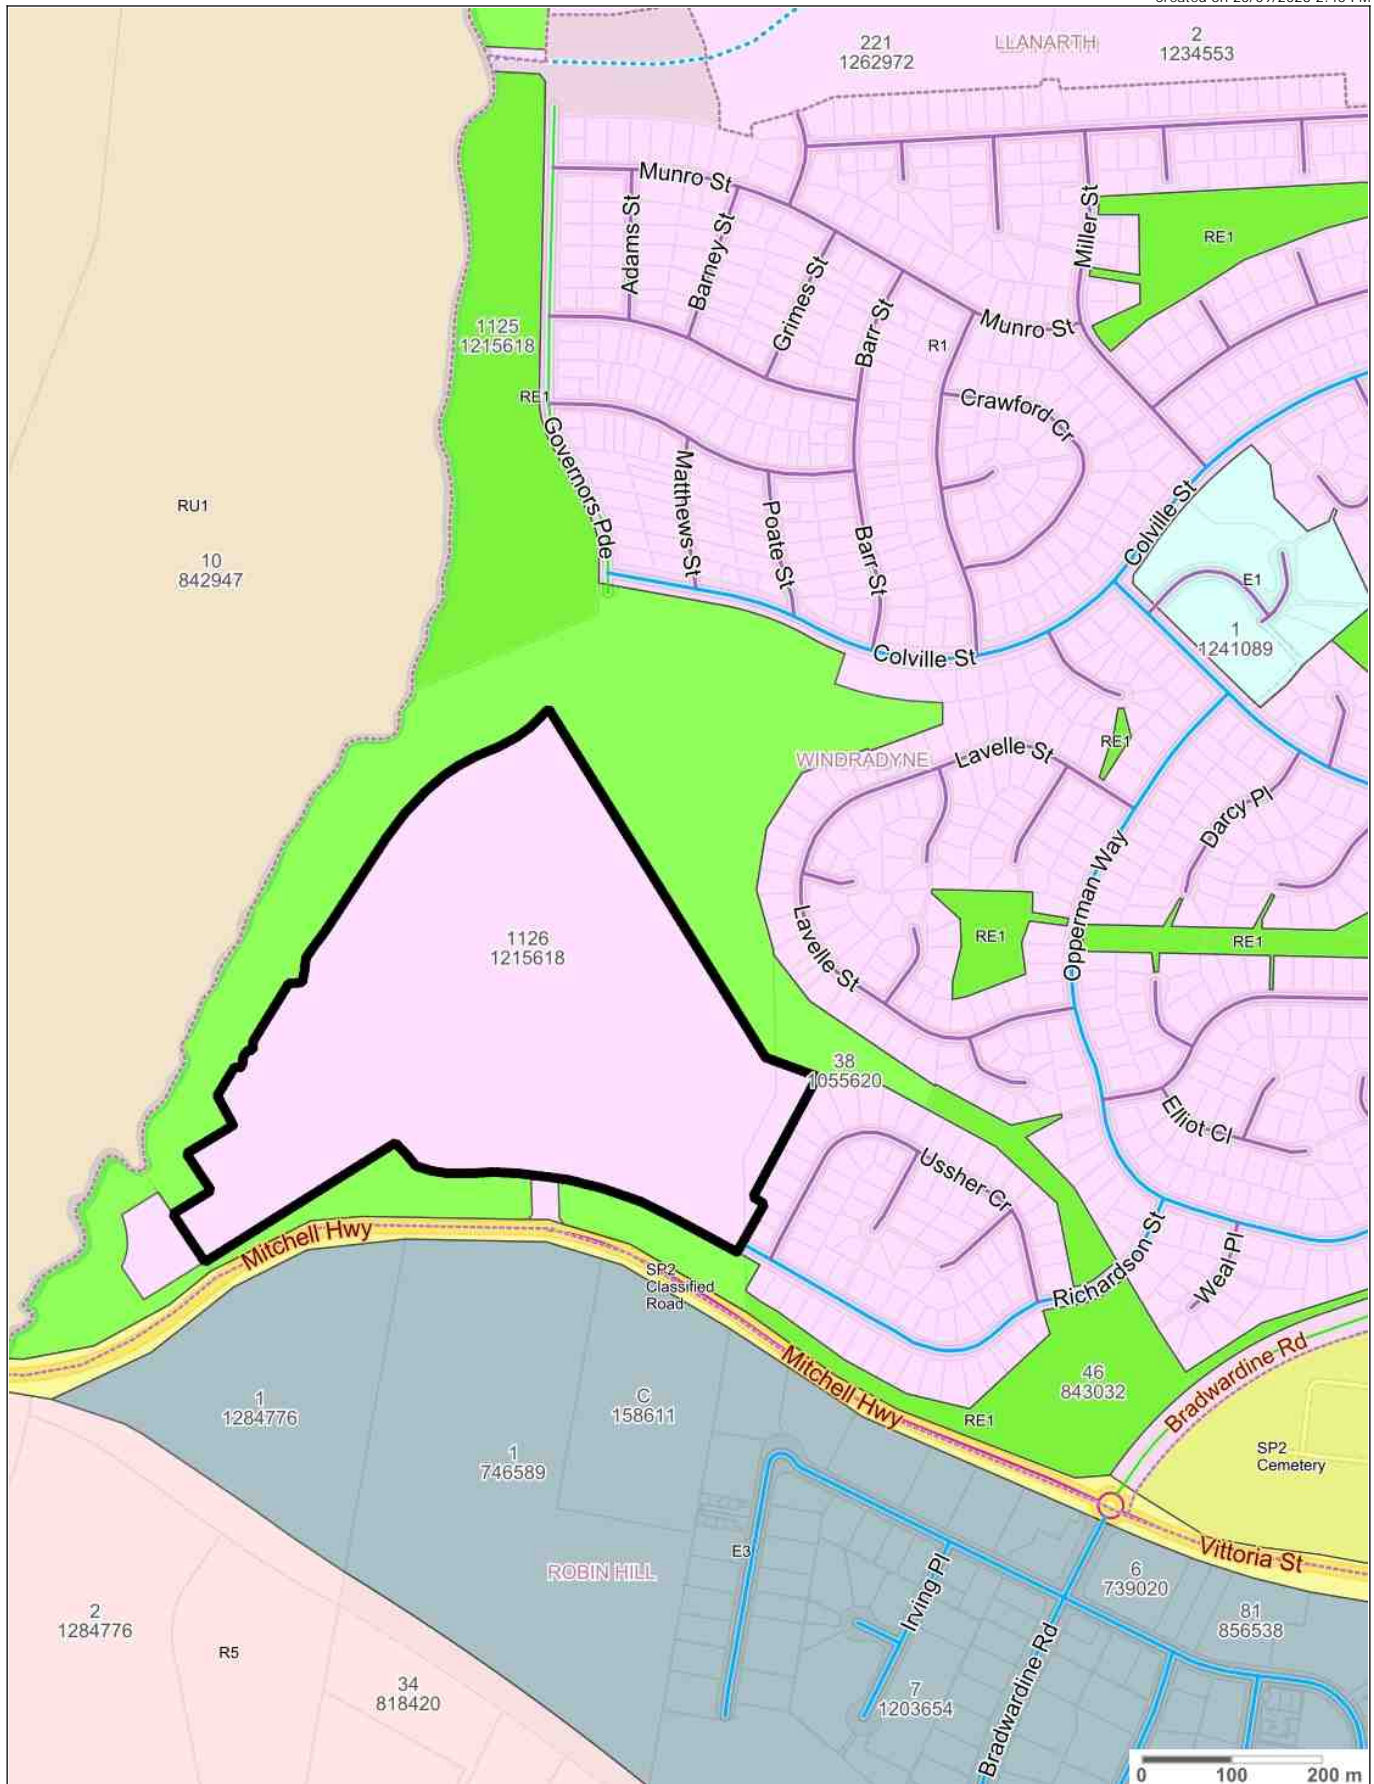 221
1262972
LLANARTH
2
1234553
Munro St
Adams St
Barney St
Grimes St
Miller St
RE1
1125
1215618
Barr St
R1
Munro St
RE1
Crawford Cr
Governors Pde
Matthews St
Poate St
Barr St
Colville St
RU1
10
842947
E1
1
1241089
Colville St
WINDRADYNE
Lavelle St
RE1
Darcy Pl
Opperman Way
Lavelle St
RE1
RE1
1126
1215618
38
1055620
Elliot Cl
Ussher Cr
Richardson St
Weal Pl
Mitchell Hwy
SP2
Classified
Road
Mitchell Hwy
Bradwardine Rd
46
843032
RE1
1
1284776
C
158611
1
746589
SP2
Cemetery
Vittoria St
E3
ROBIN HILL
Irving Pl
6
739020
81
856538
2
1284776
R5
34
818420
7
1203654
Bradwardine Rd
0 100 200 m